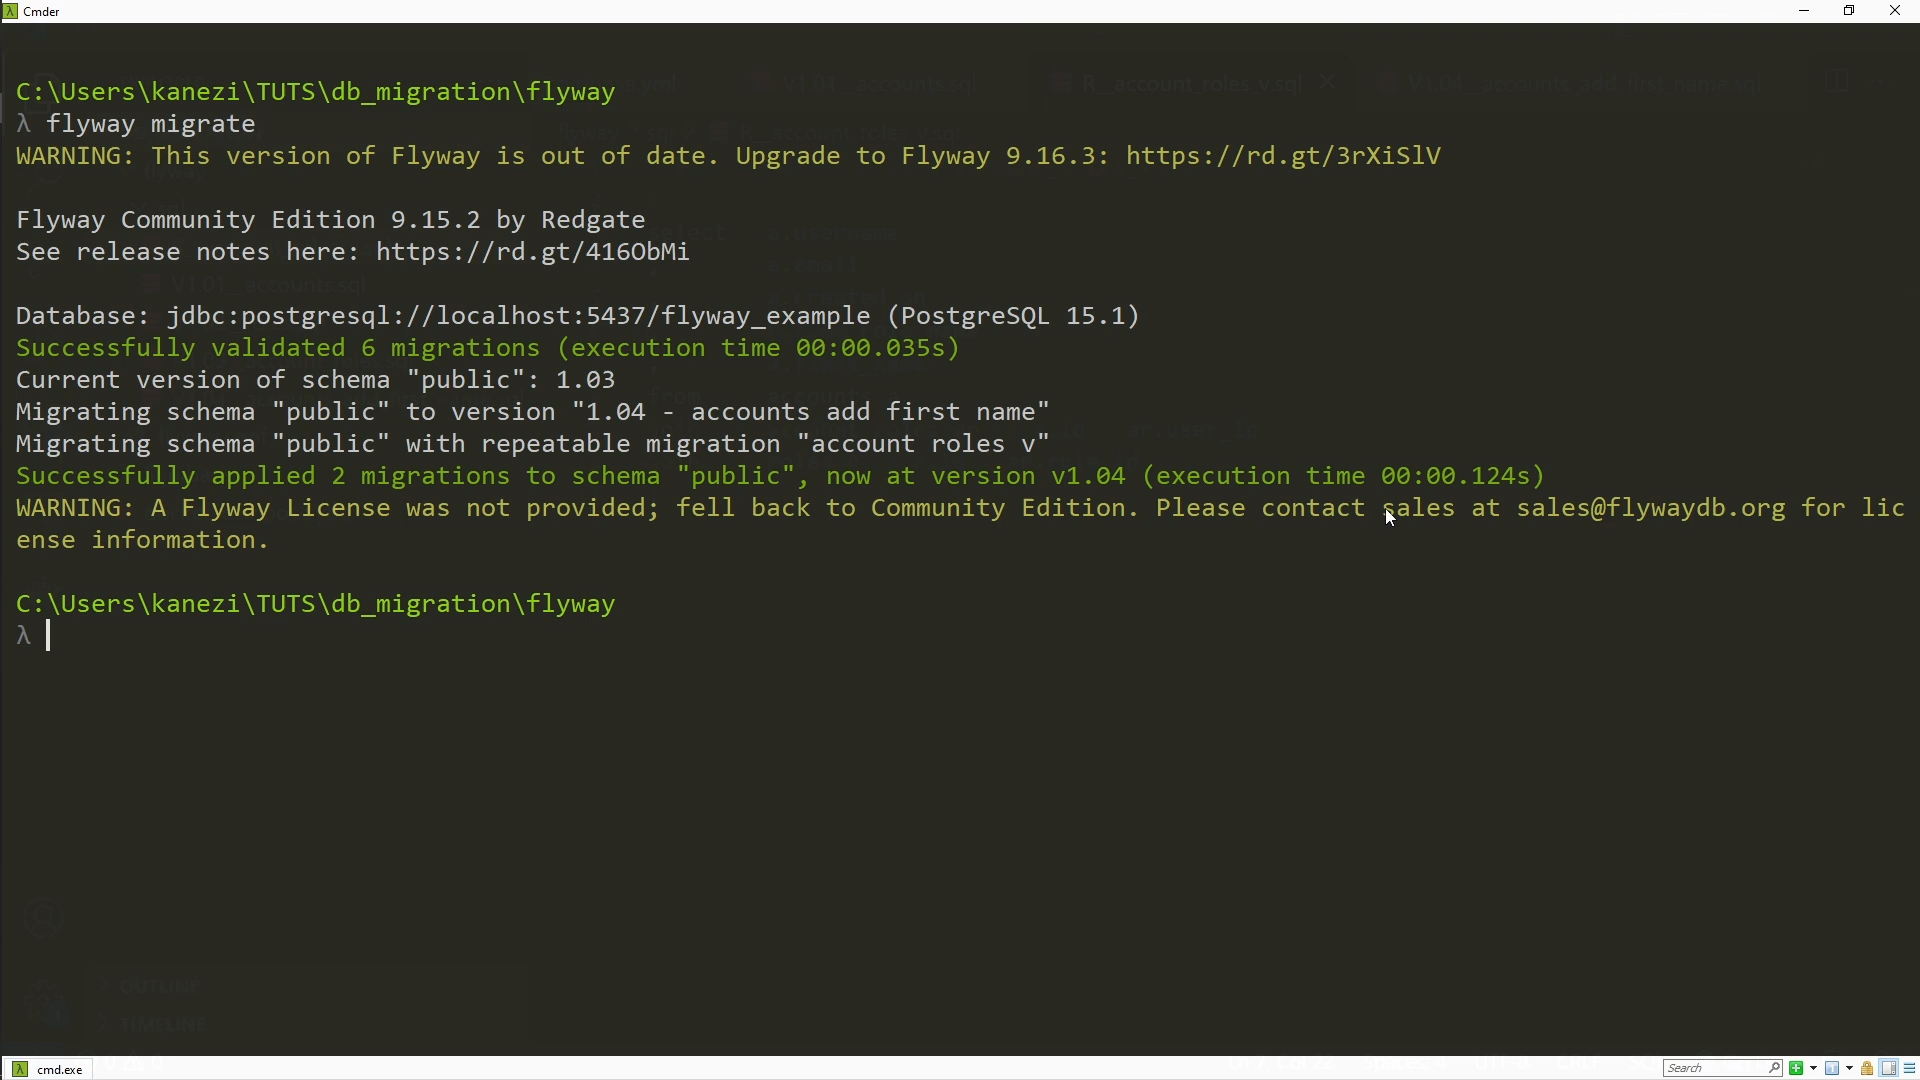 Cmder
C:\Users\kanezi\TUTS\db_migration\flyway
λ flyway migrate
WARNING: This version of Flyway is out of date. Upgrade to Flyway 9.16.3: https://rd.gt/3rXiSlV
Flyway Community Edition 9.15.2 by Redgate
See release notes here: https://rd.gt/416ObMi
Database: jdbc:postgresql://localhost:5437/flyway_example (PostgreSQL 15.1)
Successfully validated 6 migrations (execution time 00:00.035s)
Current version of schema "public": 1.03
Migrating schema "public" to version "1.04 - accounts add first name"
Migrating schema "public" with repeatable migration "account roles v"
Successfully applied 2 migrations to schema "public", now at version v1.04 (execution time 00:00.124s)
WARNING: A Flyway License was not provided; fell back to Community Edition. Please contact sales at sales@flywaydb.org for lic
ense information.
C:\Users\kanezi\TUTS\db_migration\flyway
λ
OUTLINE
TIMELINE
cmd.exe
Search